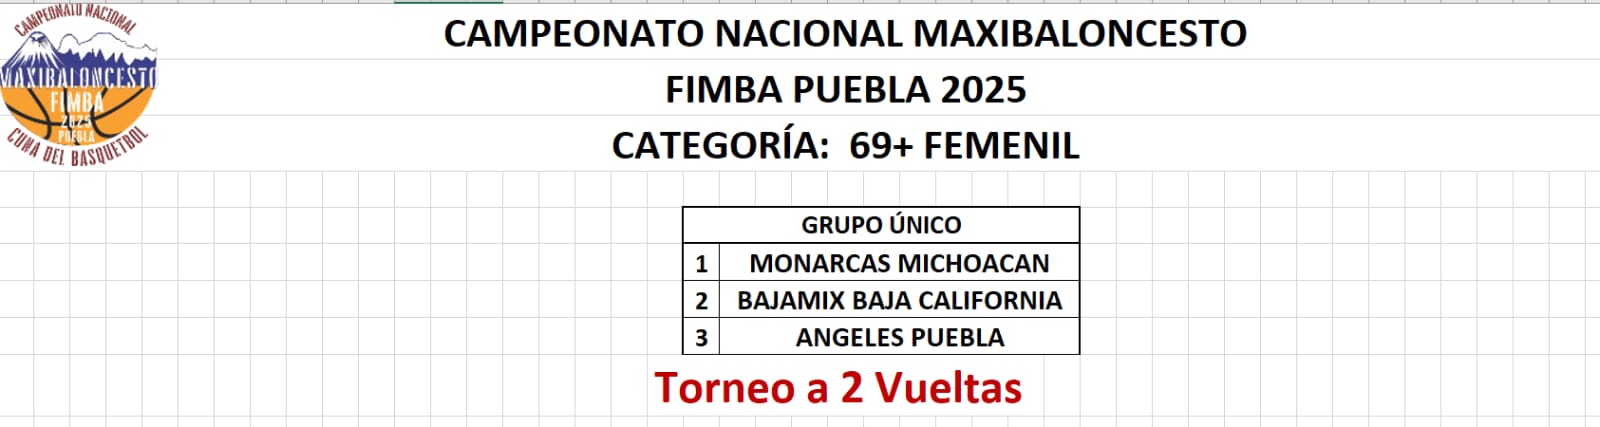 CAMPEONATO NACIONAL
MAXIBALONCESTO
FIMBA
2025
PUEBLA
CUNA DEL BASQUETBOL
CAMPEONATO NACIONAL MAXIBALONCESTO
FIMBA PUEBLA 2025
CATEGORÍA: 69+ FEMENIL
GRUPO ÚNICO
1 MONARCAS MICHOACAN
2 BAJAMIX BAJA CALIFORNIA
3 ANGELES PUEBLA
Torneo a 2 Vueltas